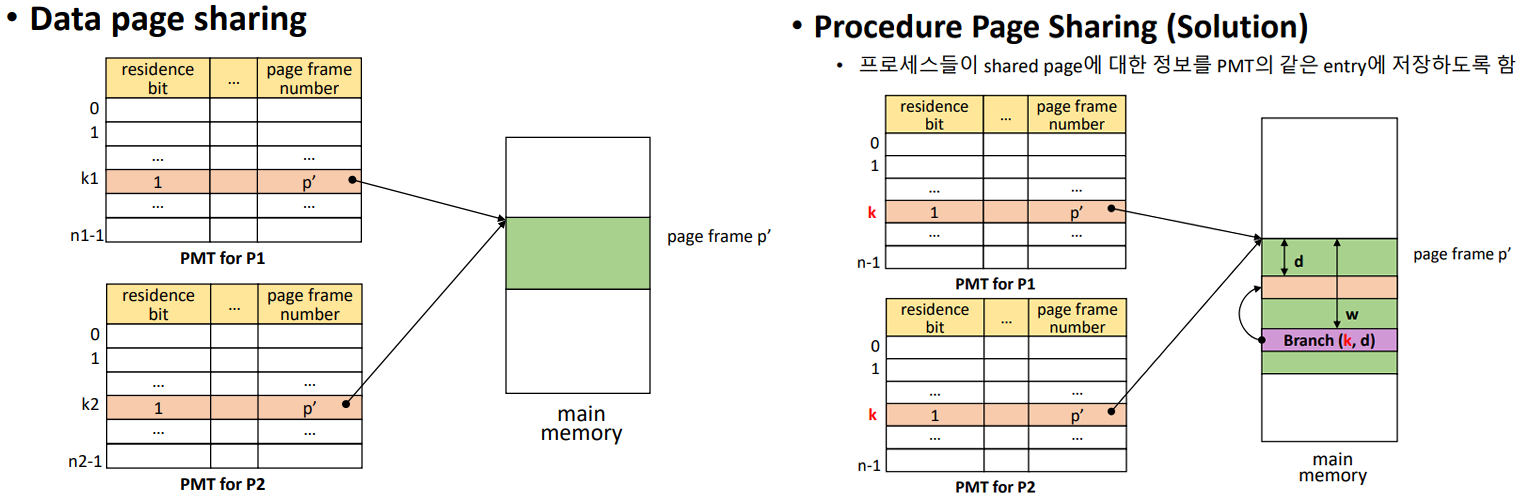 • Data page sharing
residence bit
...
page frame number
0
1
...
...
k1
1
p’
...
...
n1-1
PMT for P1
residence bit
...
page frame number
0
1
...
...
k2
1
p’
...
...
n2-1
PMT for P2
page frame p’
main
memory
• Procedure Page Sharing (Solution)
• 프로세스들이 shared page에 대한 정보를 PMT의 같은 entry에 저장하도록 함
residence bit
...
page frame number
0
1
...
...
k
1
p’
...
...
n-1
PMT for P1
residence bit
...
page frame number
0
1
...
...
k
1
p’
...
...
n-1
PMT for P2
d
w
Branch (k, d)
page frame p’
main
memory